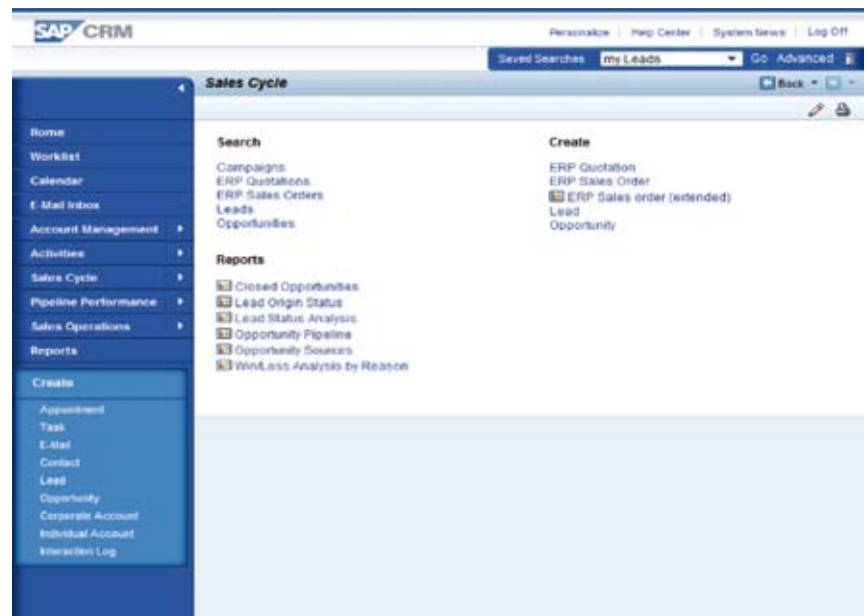 SAP CRM
Personalize | Help Center | System News | Log Off
Saved Searches my Leads Go Advanced
Sales Cycle
Back
Home
Worklist
Calendar
E-Mail Inbox
Account Management
Activities
Sales Cycle
Pipeline Performance
Sales Operations
Reports
Create
Appointment
Task
E-Mail
Contact
Lead
Opportunity
Corporate Account
Individual Account
Interaction Log
Search
Campaigns
ERP Quotations
ERP Sales Orders
Leads
Opportunities
Reports
Closed Opportunities
Lead Origin Status
Lead Status Analysis
Opportunity Pipeline
Opportunity Sources
Win/Loss Analysis by Reason
Create
ERP Quotation
ERP Sales Order
ERP Sales order (extended)
Lead
Opportunity